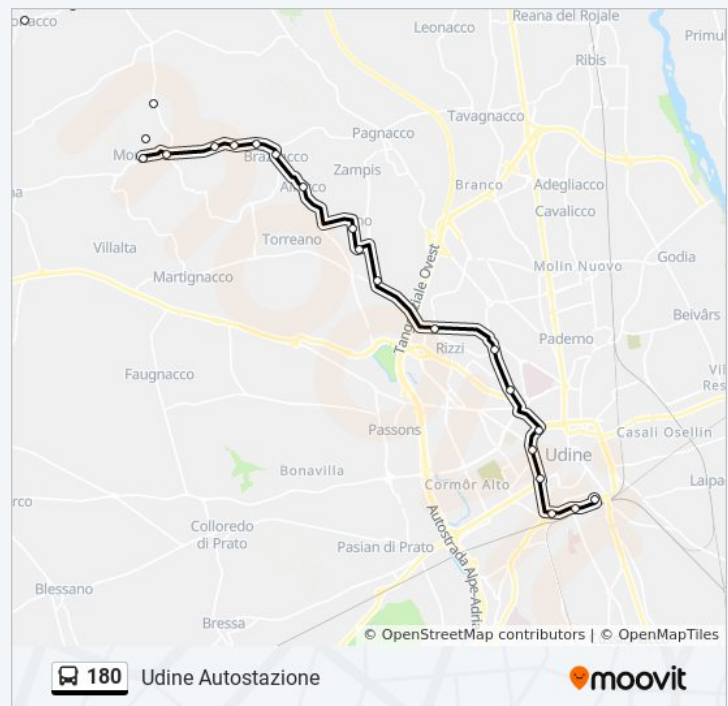 Reana del Rojale
Leonacco
Primul
Ribis
Tavagnacco
Pagnacco
Brazzacco
Zampis
Branco
Adegliacco
Cavalicco
Torreano
Villalta
Godia
Martignacco
Molin Nuovo
Tangenziale Ovest
Beivârs
Rizzi
Paderno
Faugnacco
Passons
Casali Osellin
Udine
Bonavilla
Cormôr Alto
Laipa
Colloredo
di Prato
Pasian di Prato
Autostrada Alpe-Adria
Blessano
Bressa
© OpenStreetMap contributors | © OpenMapTiles
180 Udine Autostazione
moovit